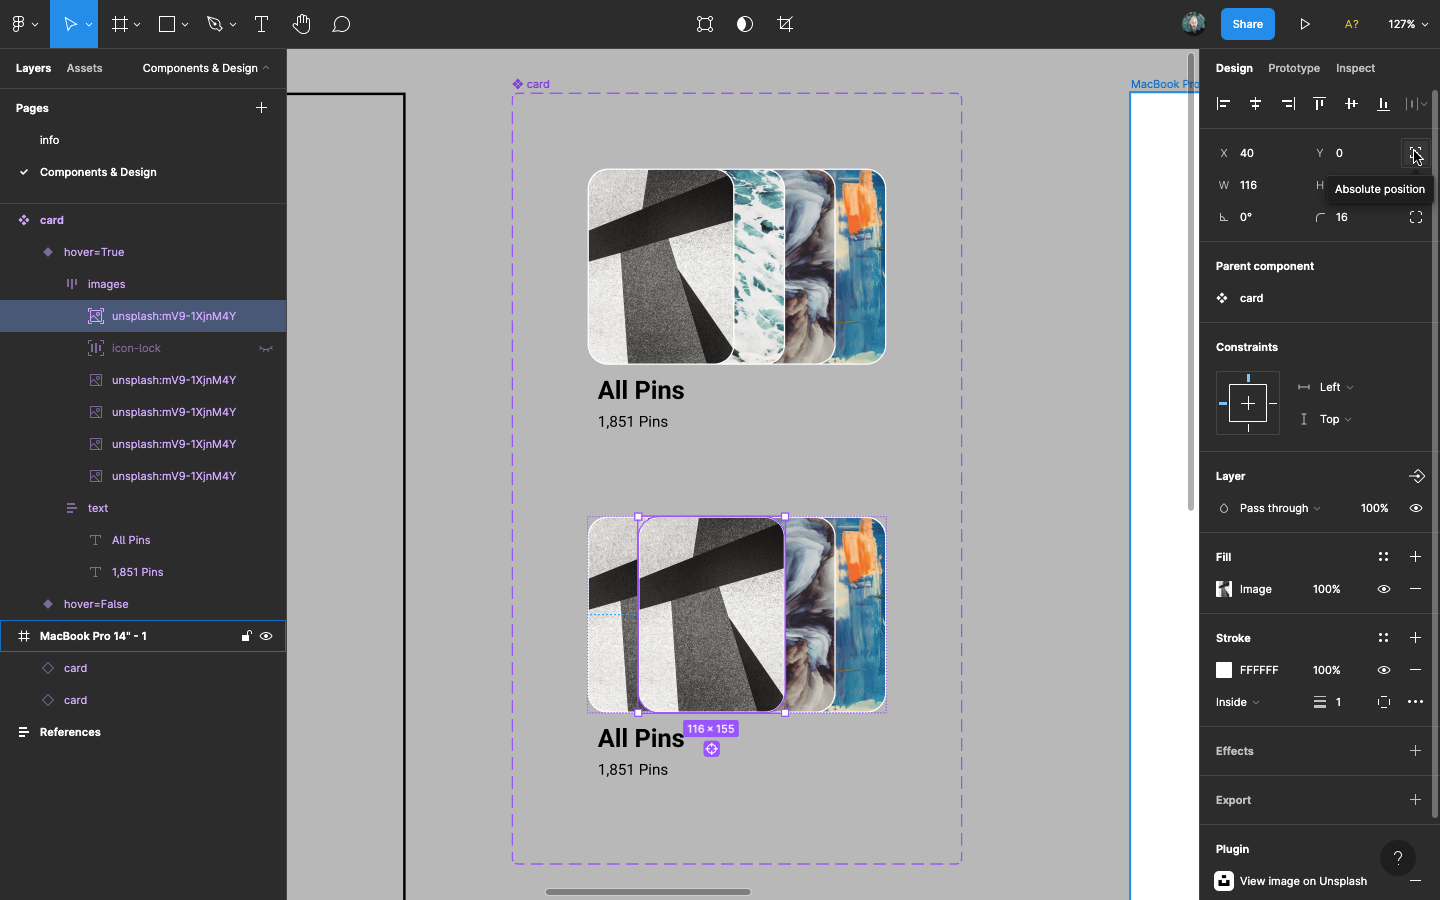 Share
A?
127%
Layers
Assets
Components & Design
Pages
info
Components & Design
card
hover=True
images
unsplash:mV9-1XjnM4Y
icon-lock
unsplash:mV9-1XjnM4Y
unsplash:mV9-1XjnM4Y
unsplash:mV9-1XjnM4Y
unsplash:mV9-1XjnM4Y
text
All Pins
1,851 Pins
hover=False
MacBook Pro 14" - 1
card
card
References
card
All Pins
1,851 Pins
All Pins
116 × 155
1,851 Pins
MacBook Pro
Design
Prototype
Inspect
X 40
Y 0
W 116
H
Absolute position
0°
16
Parent component
card
Constraints
Left
Top
Layer
Pass through
100%
Fill
Image
100%
Stroke
FFFFFF
100%
Inside
1
Effects
Export
Plugin
?
View image on Unsplash